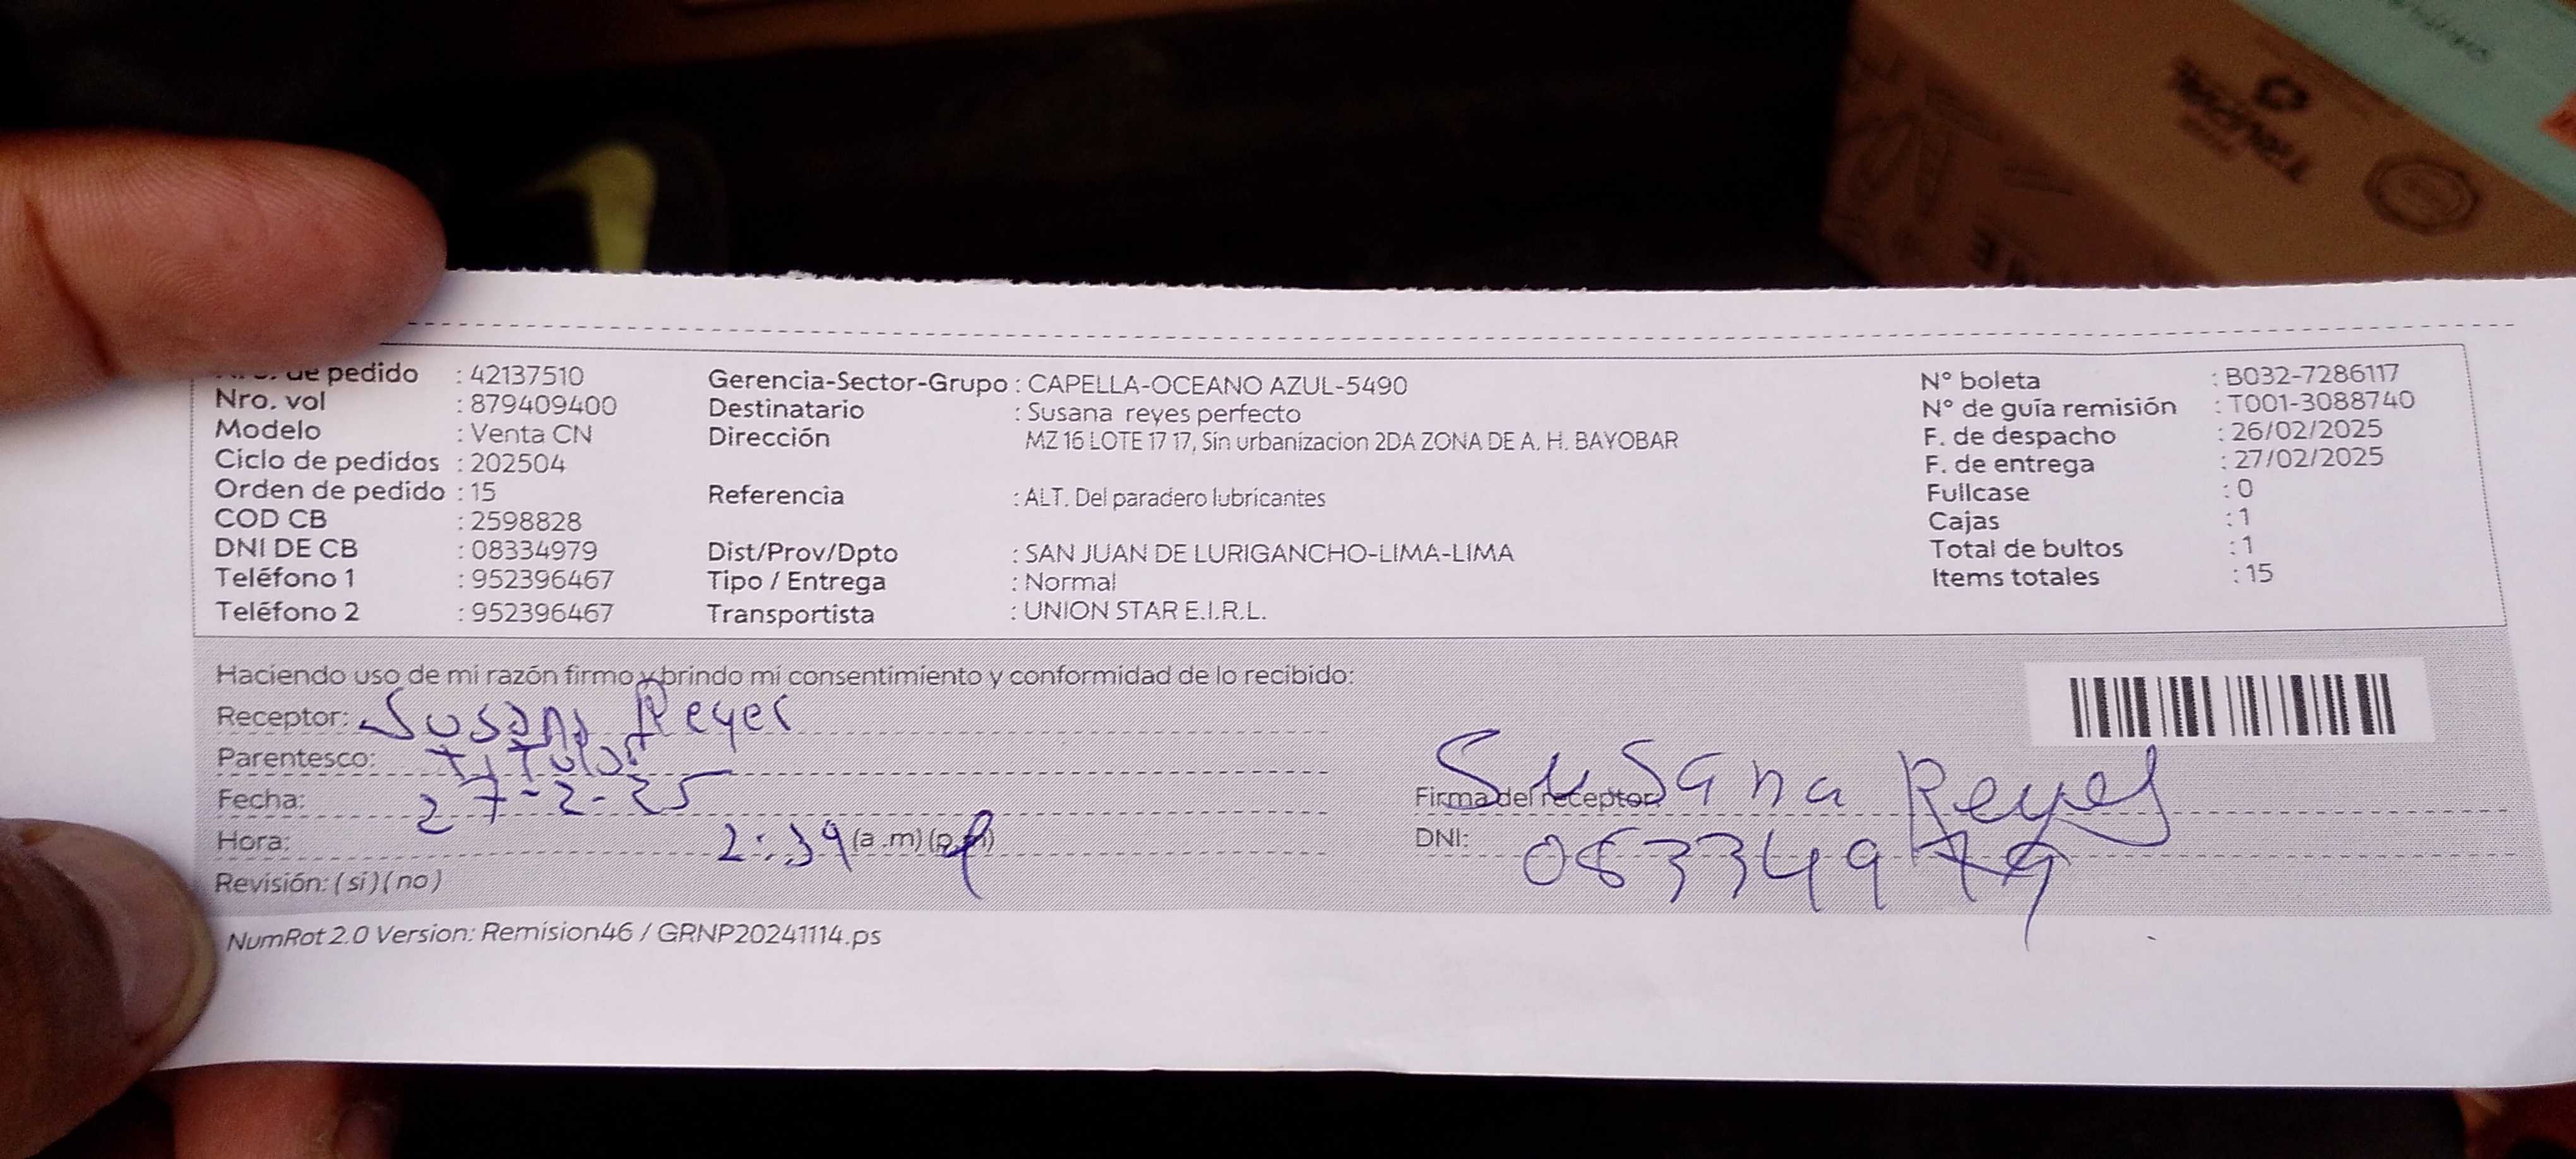 de pedido : 42137510
Nro. vol : 879409400
Modelo : Venta CN
Ciclo de pedidos : 202504
Orden de pedido : 15
COD CB : 2598828
DNI DE CB : 08334979
Teléfono 1 : 952396467
Teléfono 2 : 952396467
Gerencia-Sector-Grupo : CAPELLA-OCEANO AZUL-5490
Destinatario : Susana reyes perfecto
Dirección MZ 16 LOTE 17 17, Sin urbanizacion 2DA ZONA DE A. H. BAYOBAR
Referencia : ALT. Del paradero lubricantes
Dist/Prov/Dpto : SAN JUAN DE LURIGANCHO-LIMA-LIMA
Tipo / Entrega : Normal
Transportista : UNION STAR E.I.R.L.
N° boleta : B032-7286117
N° de guía remisión : T001-3088740
F. de despacho : 26/02/2025
F. de entrega : 27/02/2025
Fullcase : 0
Cajas : 1
Total de bultos : 1
Items totales : 15
Haciendo uso de mi razón firmo y brindo mi consentimiento y conformidad de lo recibido:
Receptor: Susana Reyes
Parentesco: Titular
Fecha: 27-2-25
Hora: 2:39 (a.m) (p.m)
Revisión: (si) (no)
Susana Reyes
Firma del receptor:
DNI: 08334979
NumRot 2.0 Version: Remision46 / GRNP20241114.ps